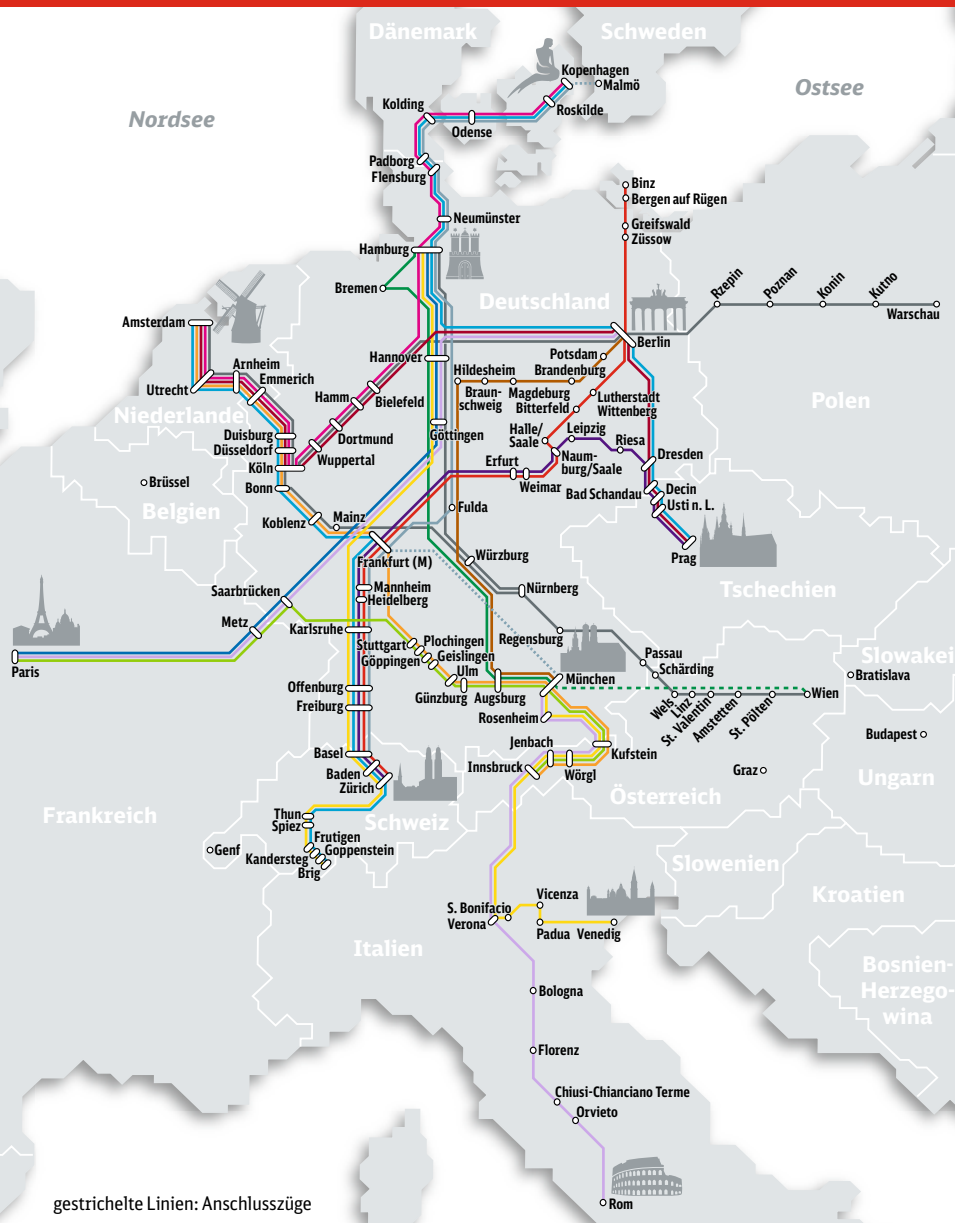 Dänemark
Schweden
Kopenhagen
Malmö
Ostsee
Nordsee
Kolding
Roskilde
Odense
Padborg
Flensburg
Binz
Bergen auf Rügen
Neumünster
Greifswald
Züssow
Hamburg
Bremen
Deutschland
Rzepin
Poznan
Konin
Kutno
Warschau
Amsterdam
Berlin
Hannover
Potsdam
Brandenburg
Arnheim
Emmerich
Hildesheim
Utrecht
Niederlande
Hamm
Bielefeld
Braun-
schweig
Magdeburg
Bitterfeld
Lutherstadt
Wittenberg
Polen
Duisburg
Düsseldorf
Dortmund
Göttingen
Halle/
Saale
Leipzig
Riesa
Köln
Wuppertal
Erfurt
Naum-
burg/Saale
Dresden
Brüssel
Bonn
Weimar
Bad Schandau
Decin
Usti n. L.
Belgien
Koblenz
Mainz
Fulda
Frankfurt (M)
Würzburg
Prag
Tschechien
Saarbrücken
Mannheim
Heidelberg
Nürnberg
Metz
Karlsruhe
Regensburg
Stuttgart
Göppingen
Plochingen
Geislingen
Passau
Schärding
Slowakei
Paris
Ulm
München
Bratislava
Offenburg
Günzburg
Augsburg
Wels
Linz
St. Valentin
Amstetten
St. Pölten
Wien
Freiburg
Rosenheim
Budapest
Basel
Jenbach
Kufstein
Baden
Zürich
Innsbruck
Wörgl
Graz
Ungarn
Österreich
Frankreich
Thun
Spiez
Schweiz
Frutigen
Goppenstein
Genf
Kandersteg
Brig
Slowenien
Kroatien
Vicenza
S. Bonifacio
Verona
Padua
Venedig
Italien
Bosnien-
Herzego-
wina
Bologna
Florenz
Chiusi-Chianciano Terme
Orvieto
Rom
gestrichelte Linien: Anschlusszüge